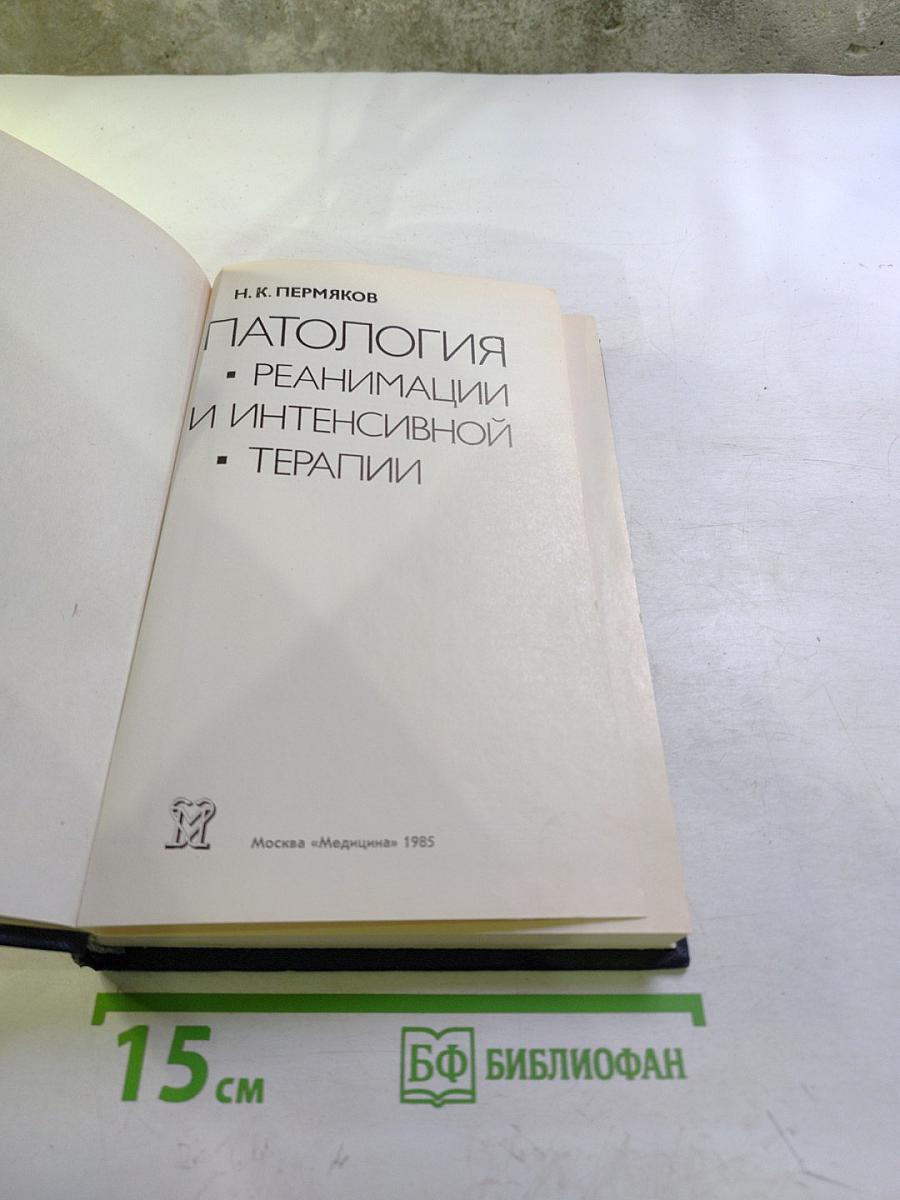 Н. К. ПЕРМЯКОВ
ПАТОЛОГИЯ
▪ РЕАНИМАЦИИ
И ИНТЕНСИВНОЙ
▪ ТЕРАПИИ
М
Москва «Медицина» 1985
15 см
БФ БИБЛИОФАН